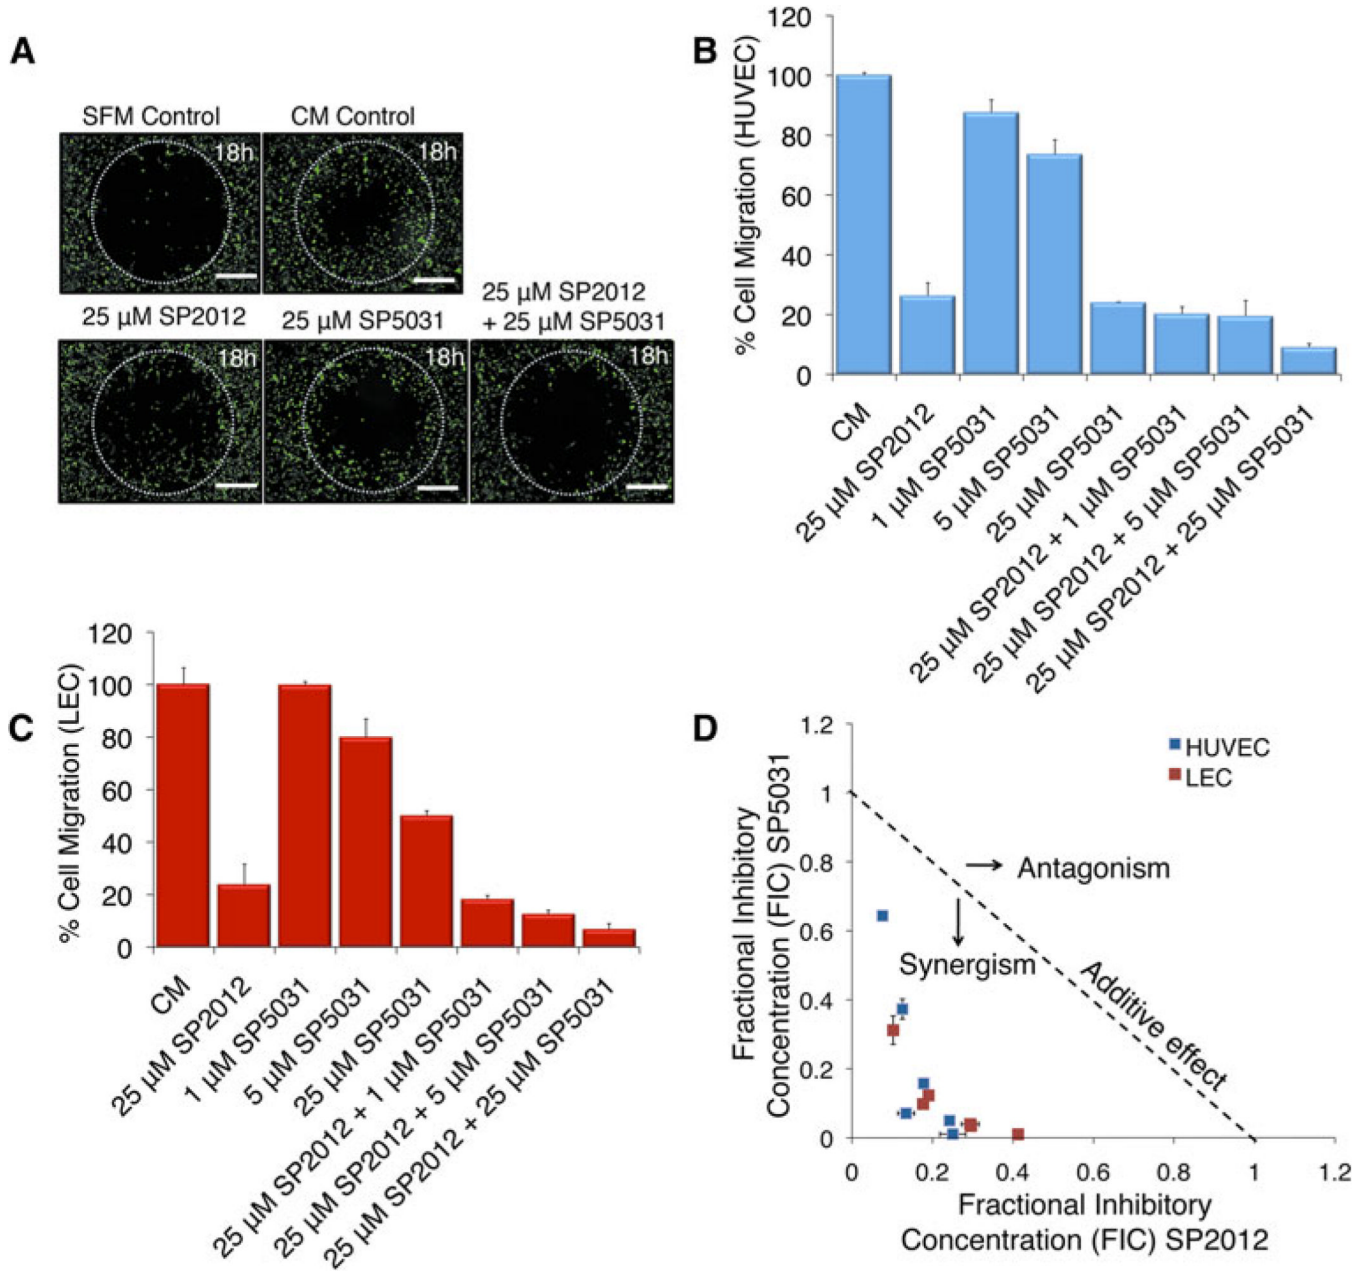 A
SFM Control
CM Control
18h
18h
25 µM SP2012
25 µM SP5031
25 µM SP2012
+ 25 µM SP5031
18h
18h
18h
B
% Cell Migration (HUVEC)
120
100
80
60
40
20
0
CM
25 µM SP2012
1 µM SP5031
5 µM SP5031
25 µM SP5031
25 µM SP2012 + 1 µM SP5031
25 µM SP2012 + 5 µM SP5031
25 µM SP2012 + 25 µM SP5031
C
% Cell Migration (LEC)
120
100
80
60
40
20
0
CM
25 µM SP2012
1 µM SP5031
5 µM SP5031
25 µM SP5031
25 µM SP2012 + 1 µM SP5031
25 µM SP2012 + 5 µM SP5031
25 µM SP2012 + 25 µM SP5031
D
Fractional Inhibitory
Concentration (FIC) SP5031
1.2
1
0.8
0.6
0.4
0.2
0
HUVEC
LEC
Antagonism
Synergism
Additive effect
0
0.2
0.4
0.6
0.8
1
1.2
Fractional Inhibitory
Concentration (FIC) SP2012